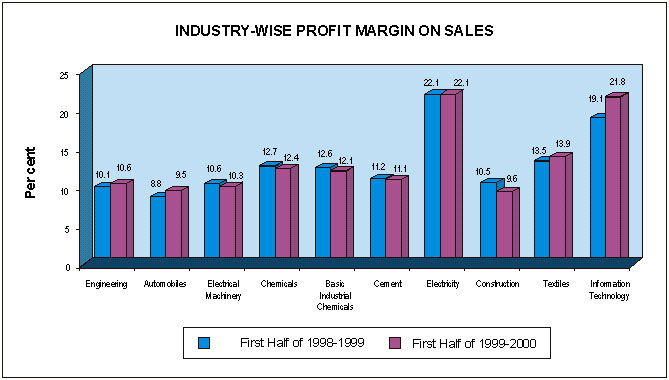 INDUSTRY-WISE PROFIT MARGIN ON SALES
Per cent
25
20
15
10
5
0
10.1 10.6
8.8 9.5
10.6 10.3
12.7 12.4
12.6 12.1
11.2 11.1
22.1 22.1
10.5 9.6
13.5 13.9
19.1 21.8
Engineering
Automobiles
Electrical
Machinery
Chemicals
Basic
Industrial
Chemicals
Cement
Electricity
Construction
Textiles
Information
Technology
First Half of 1998-1999
First Half of 1999-2000